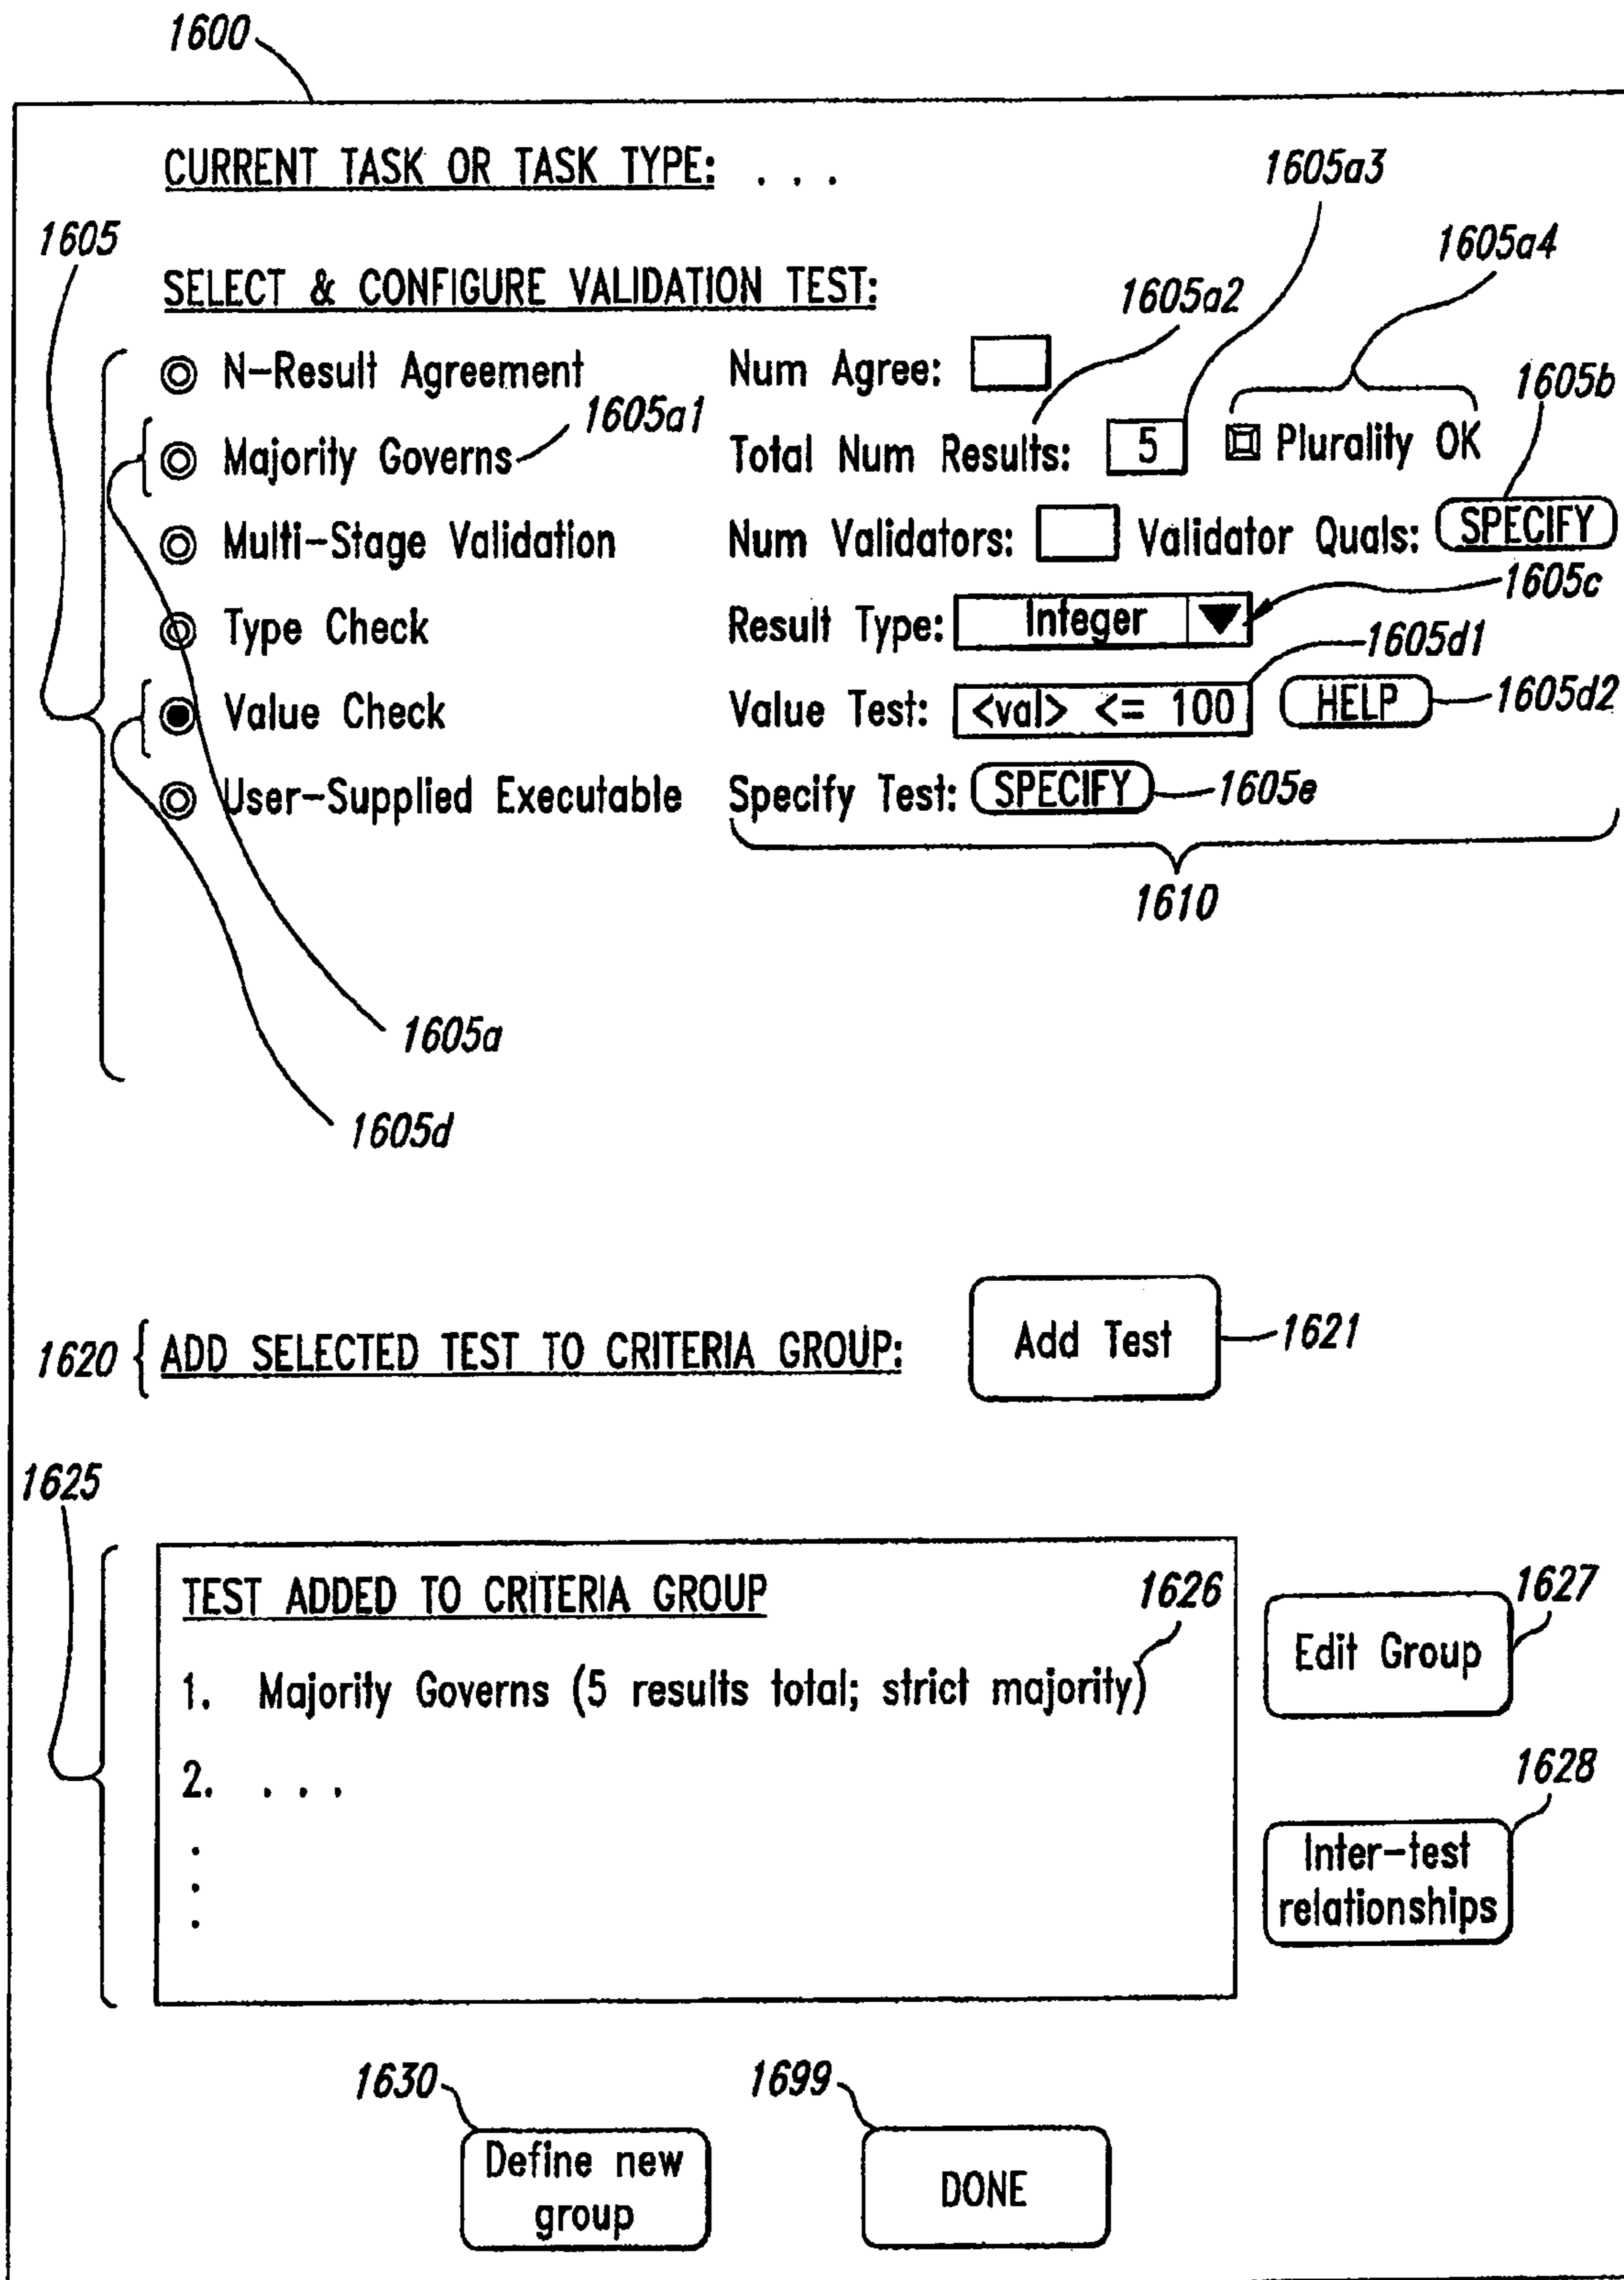 1600
CURRENT TASK OR TASK TYPE: . . .
1605a3
1605
1605a4
SELECT & CONFIGURE VALIDATION TEST:
1605a2
N-Result Agreement Num Agree:
1605b
1605a1
Majority Governs Total Num Results: 5 Plurality OK
Multi-Stage Validation Num Validators: Validator Quals: SPECIFY
1605c
Type Check Result Type: Integer
1605d1
Value Check Value Test: <val> <= 100 HELP 1605d2
User-Supplied Executable Specify Test: SPECIFY 1605e
1610
1605a
1605d
1620 ADD SELECTED TEST TO CRITERIA GROUP: Add Test 1621
1625
TEST ADDED TO CRITERIA GROUP
1626
1627
Edit Group
1. Majority Governs (5 results total; strict majority)
2. . . .
1628
Inter-test
relationships
1630
1699
Define new
group
DONE